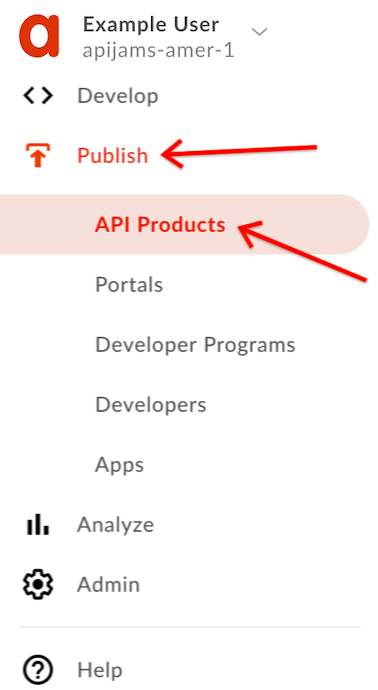 a
Example User
apijams-amer-1
Develop
Publish
API Products
Portals
Developer Programs
Developers
Apps
Analyze
Admin
Help